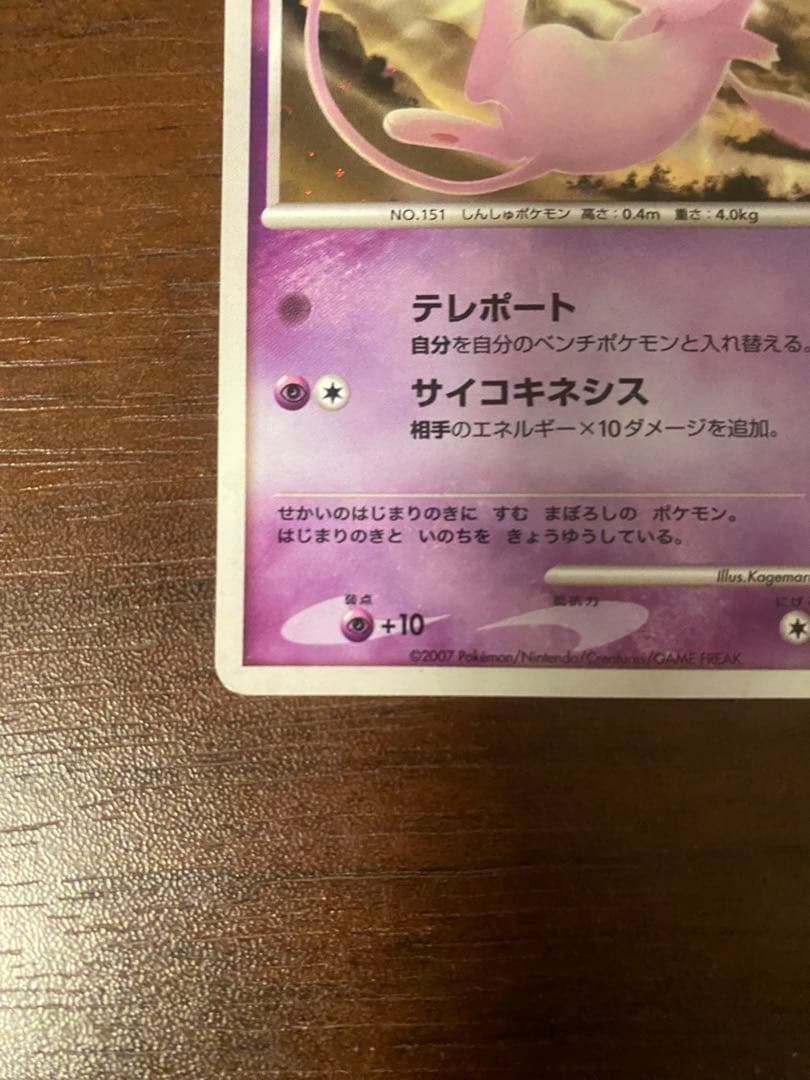 NO.151 しんしゅポケモン 高さ：0.4m 重さ：4.0kg
テレポート
自分を自分のベンチポケモンと入れ替える。
サイコキネシス
相手のエネルギー×10ダメージを追加。
せかいのはじまりのきに すむ まぼろしの ポケモン。
はじまりのきと いのちを きょうゆうしている。
Illus.Kagemar
弱点 抵抗力 にげ
+10
©2007 Pokémon/Nintendo/Creatures/GAME FREAK